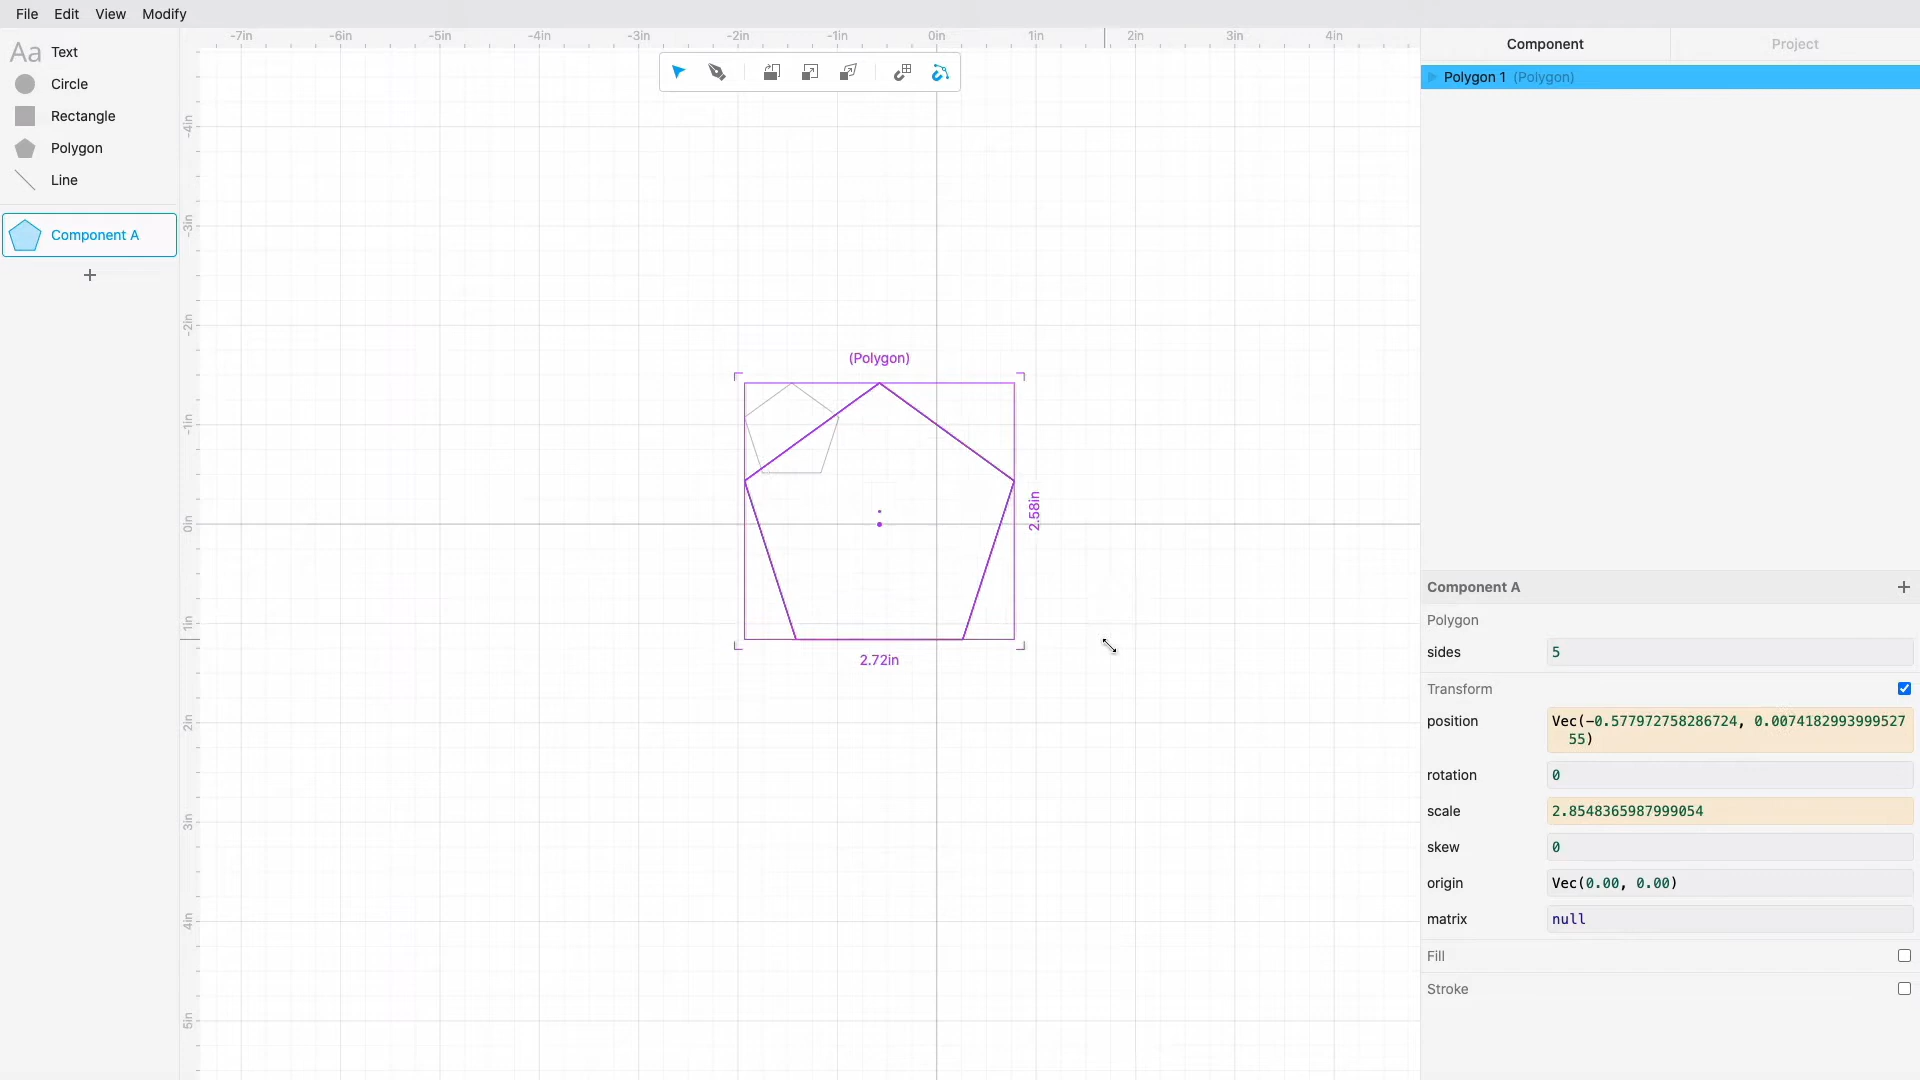 File Edit View Modify
-7in -6in -5in -4in -3in -2in -1in 0in 1in 2in 3in 4in
Component Project
Aa Text
Circle
Rectangle
Polygon
Line
Component A
+
-4in
-3in
-2in
-1in
0in
1in
2in
3in
4in
5in
(Polygon)
2.58in
2.72in
Polygon 1 (Polygon)
Component A +
Polygon
sides 5
Transform
position Vec(-0.577972758286724, 0.0074182993999527
55)
rotation 0
scale 2.8548365987999054
skew 0
origin Vec(0.00, 0.00)
matrix null
Fill
Stroke